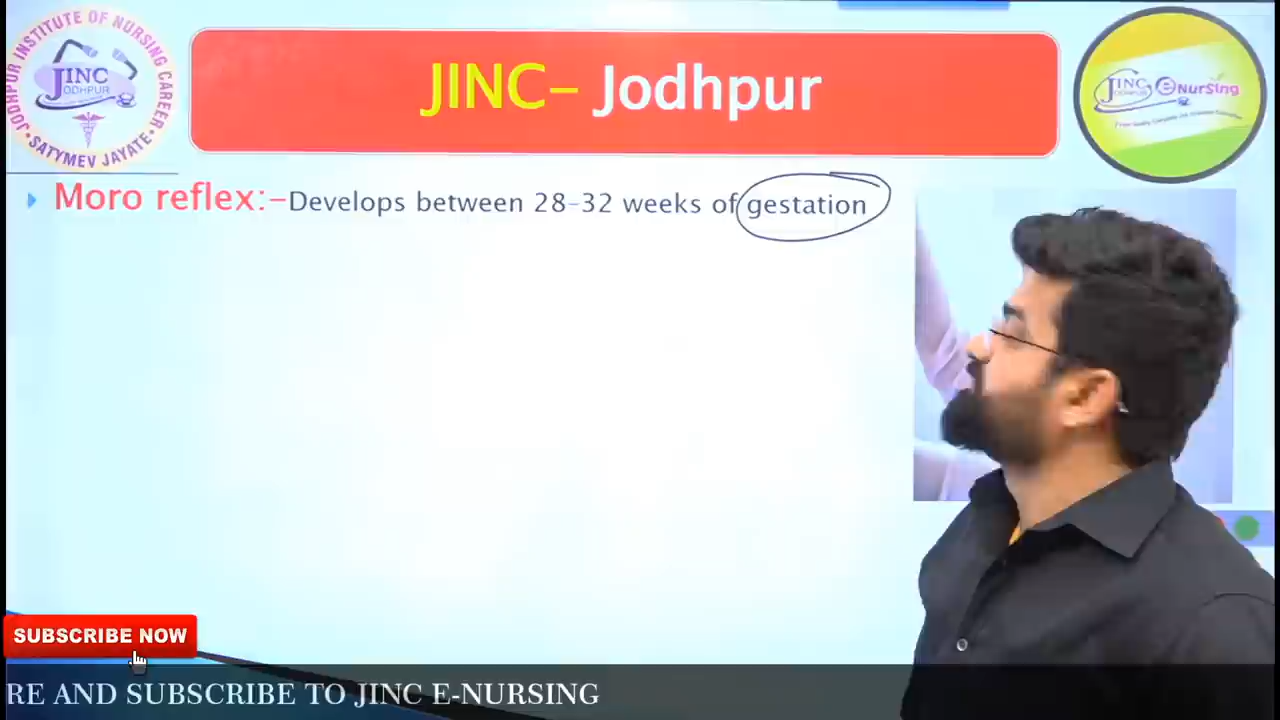 JODHPUR INSTITUTE OF NURSING CAREER
JINC
JODHPUR
SATYMEV JAYATE
JINC– Jodhpur
JINC
e Nursing
Moro reflex:–Develops between 28-32 weeks of gestation
SUBSCRIBE NOW
RE AND SUBSCRIBE TO JINC E-NURSING